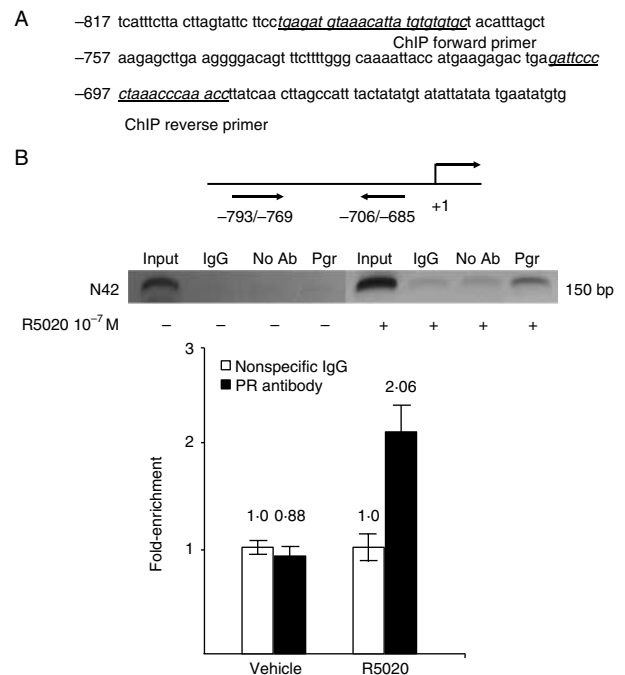 A
−817 tcatttctta cttagtattc ttcctgagat gtaaacatta tgtgtgtgct acatttagct
ChIP forward primer
−757 aagagcttga aggggacagt ttcttttggg caaaattacc atgaagagac tgagattccc
−697 ctaaacccaa accttatcaa cttagccatt tactatatgt atattatata tgaatatgtg
ChIP reverse primer
B
−793/−769 −706/−685 +1
Input IgG No Ab Pgr Input IgG No Ab Pgr
N42 150 bp
R5020 10⁻⁷ M − − − − + + + +
3
Nonspecific IgG
PR antibody
2·06
2
Fold-enrichment
1·0 0·88 1·0
1
Vehicle R5020